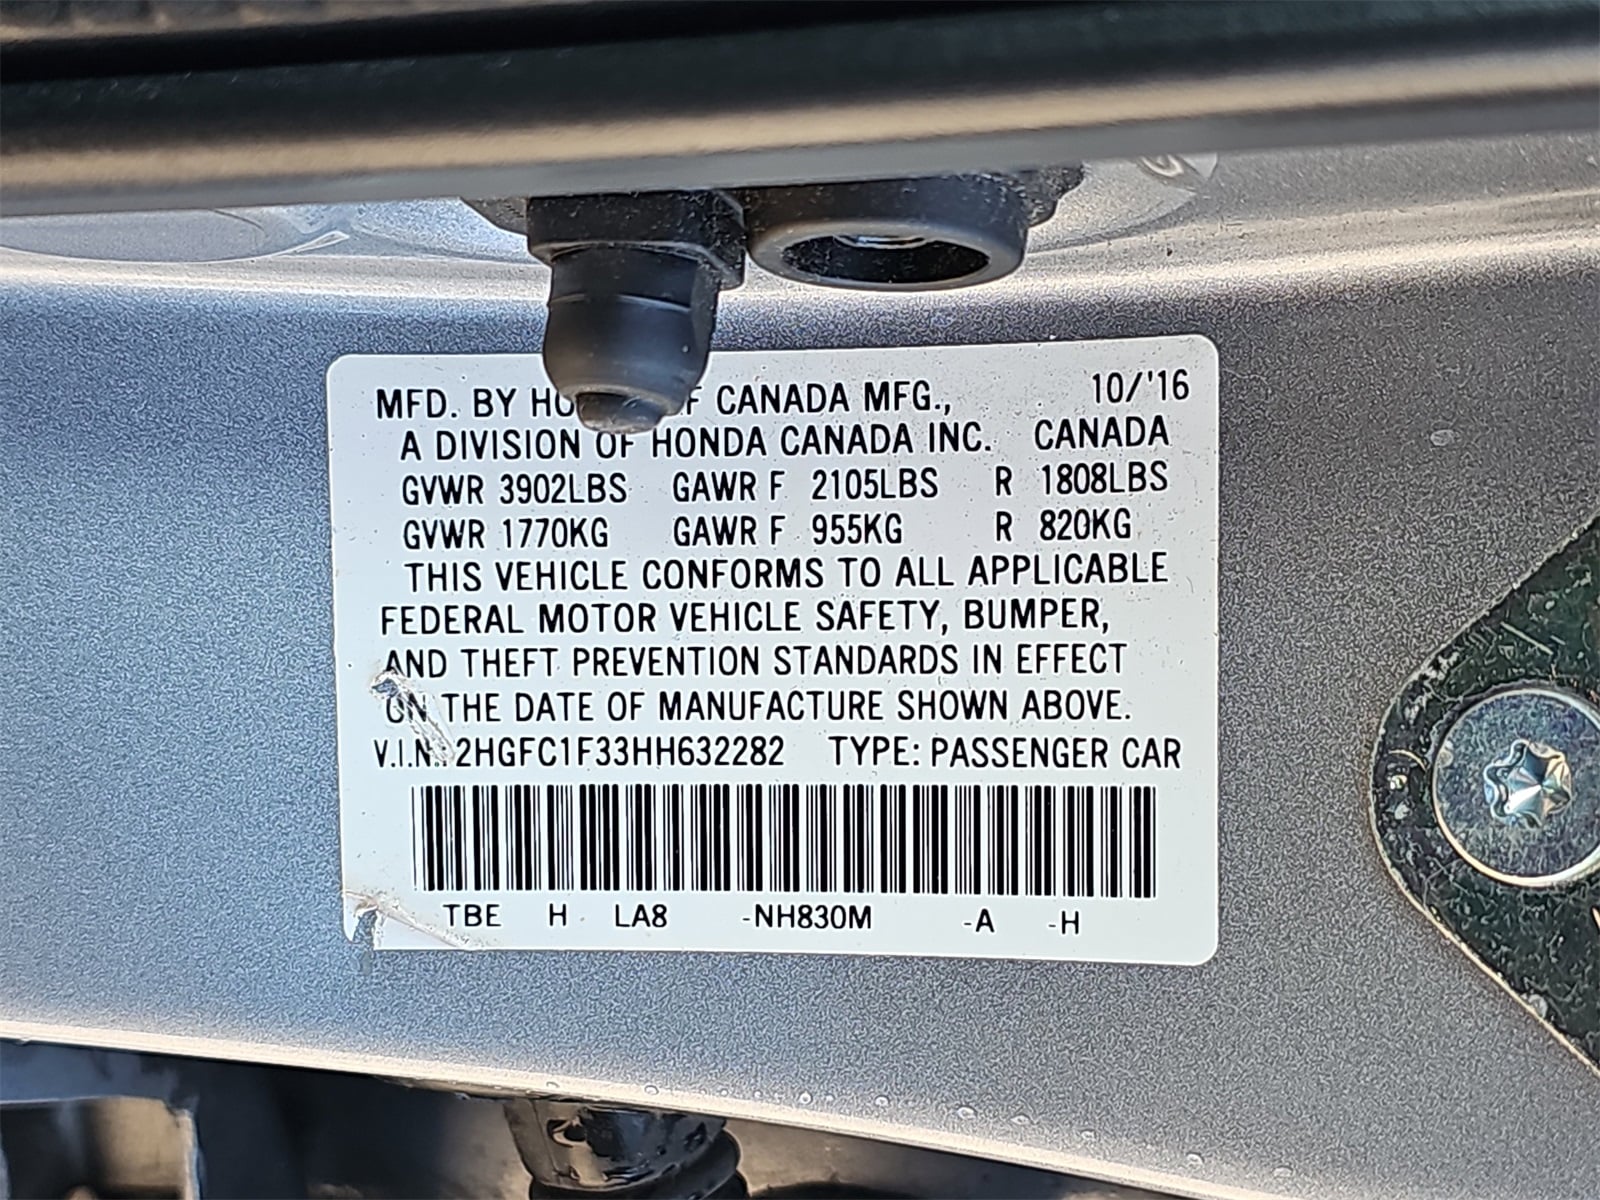 MFD. BY CANADA MFG., 10/'16
A DIVISION OF HONDA CANADA INC. CANADA
GVWR 3902LBS GAWR F 2105LBS R 1808LBS
GVWR 1770KG GAWR F 955KG R 820KG
THIS VEHICLE CONFORMS TO ALL APPLICABLE
FEDERAL MOTOR VEHICLE SAFETY, BUMPER,
AND THEFT PREVENTION STANDARDS IN EFFECT
ON THE DATE OF MANUFACTURE SHOWN ABOVE.
V.I.N.: 2HGFC1F33HH632282 TYPE: PASSENGER CAR
TBE H LA8 -NH830M -A -H